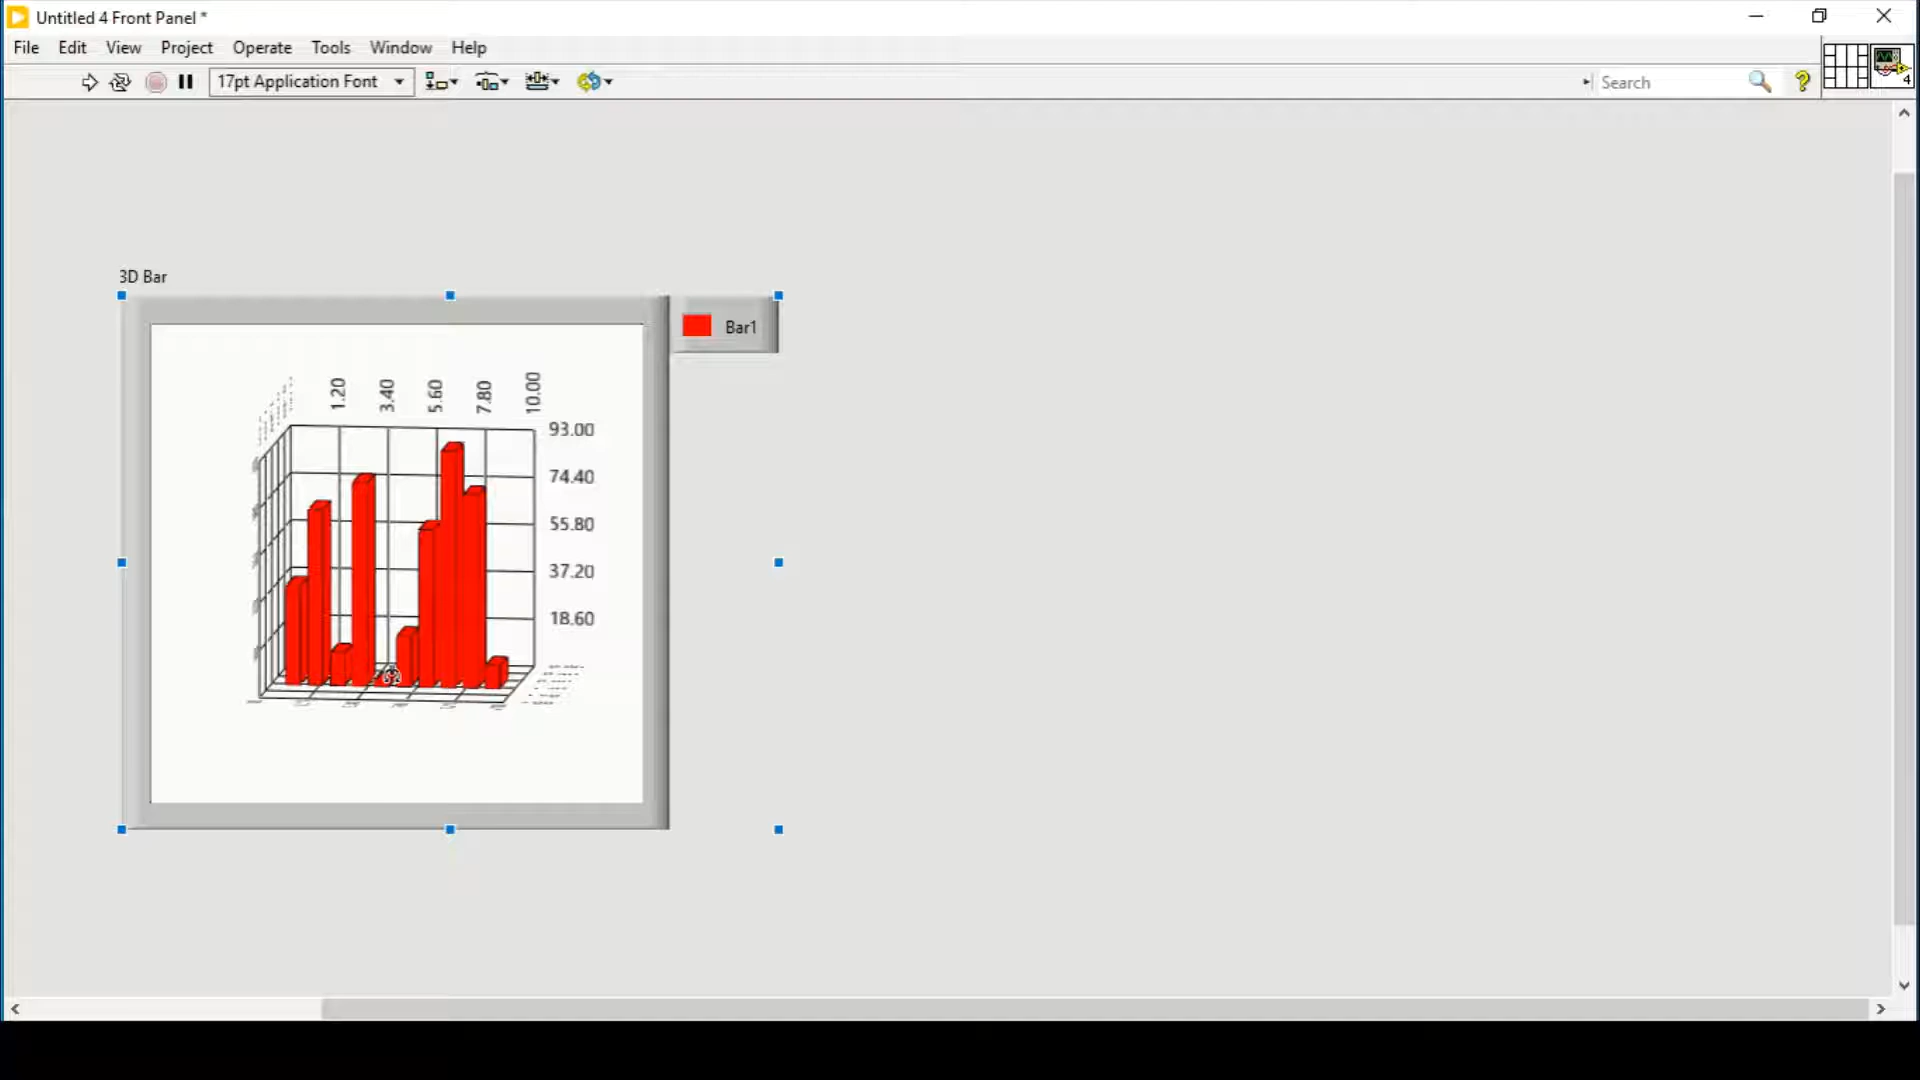 Untitled 4 Front Panel *
File Edit View Project Operate Tools Window Help
17pt Application Font
Search
?
4
3D Bar
Bar1
1.20
3.40
5.60
7.80
10.00
93.00
74.40
55.80
37.20
18.60